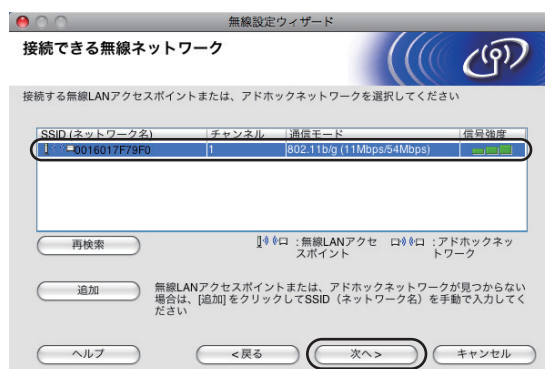 無線設定ウィザード
接続できる無線ネットワーク
接続する無線LANアクセスポイントまたは、アドホックネットワークを選択してください
SSID (ネットワーク名) チャンネル 通信モード 信号強度
0016017F79F0 1 802.11b/g (11Mbps/54Mbps)
再検索
:無線LANアクセ
スポイント
:アドホックネッ
トワーク
追加
無線LANアクセスポイントまたは、アドホックネットワークが見つからない
場合は、[追加] をクリックしてSSID（ネットワーク名）を手動で入力してく
ださい
ヘルプ <戻る 次へ> キャンセル